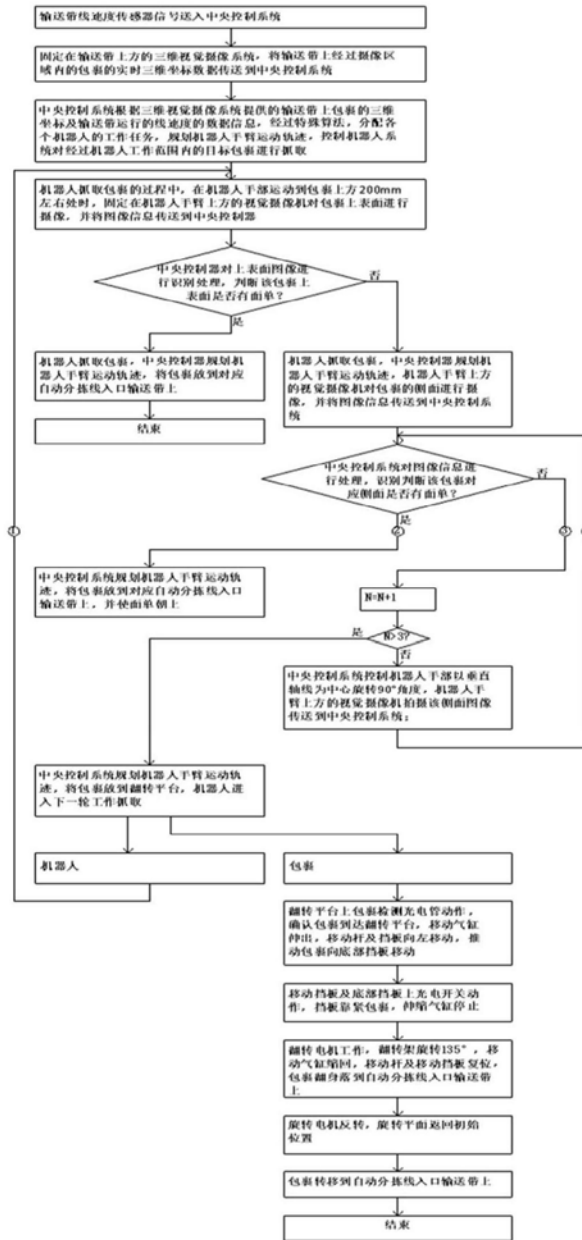 输送带线速度传感器信号送入中央控制系统
固定在输送带上方的三维视觉摄像系统，将输送带上经过摄像区
域内的包裹的实时三维坐标数据传送到中央控制系统
中央控制系统根据三维视觉摄像系统提供的输送带上包裹的三维
坐标及输送带运行的线速度的数据信息，经过特殊算法，分配各
个机器人的工作任务，规划机器人手臂运动轨迹，控制机器人系
统对经过机器人工作范围内的目标包裹进行抓取
机器人抓取包裹的过程中，在机器人手部运动到包裹上方200mm
左右处时，固定在机器人手臂上方的视觉摄像机对包裹上表面进行
摄像，并将图像信息传送到中央控制器
中央控制器对上表面图像进
行识别处理，判断该包裹上
表面是否有面单？
否
是
机器人抓取包裹，中央控制器规划机
器人手臂运动轨迹，将包裹放到对应
自动分拣线入口输送带上
结束
机器人抓取包裹，中央控制器规划机
器人手臂运动轨迹，机器人手臂上方
的视觉摄像机对包裹的侧面进行摄
像，并将图像信息传送到中央控制系
统
中央控制系统对图像信息进
行处理，识别判断该包裹对
应侧面是否有面单？
否
是
①
②
③
中央控制系统规划机器人手臂运动轨
迹，将包裹放到对应自动分拣线入口
输送带上，并使面单朝上
N=N+1
N>3?
是
否
中央控制系统控制机器人手部以垂直
轴线为中心旋转90°角度，机器人手
臂上方的视觉摄像机拍摄该侧面图像
传送到中央控制系统；
中央控制系统规划机器人手臂运动轨
迹，将包裹放到翻转平台，机器人进
入下一轮工作抓取
机器人
包裹
翻转平台上包裹检测光电管动作，
确认包裹到达翻转平台，移动气缸
伸出，移动杆及挡板向左移动，推
动包裹向底部挡板移动
移动挡板及底部挡板上光电开关动
作，挡板靠紧包裹，伸缩气缸停止
翻转电机工作，翻转架旋转135°，移
动气缸缩回，移动杆及移动挡板复位，
包裹翻身落到自动分拣线入口输送带
上
旋转电机反转，旋转平面返回初始
位置
包裹转移到自动分拣线入口输送带上
结束